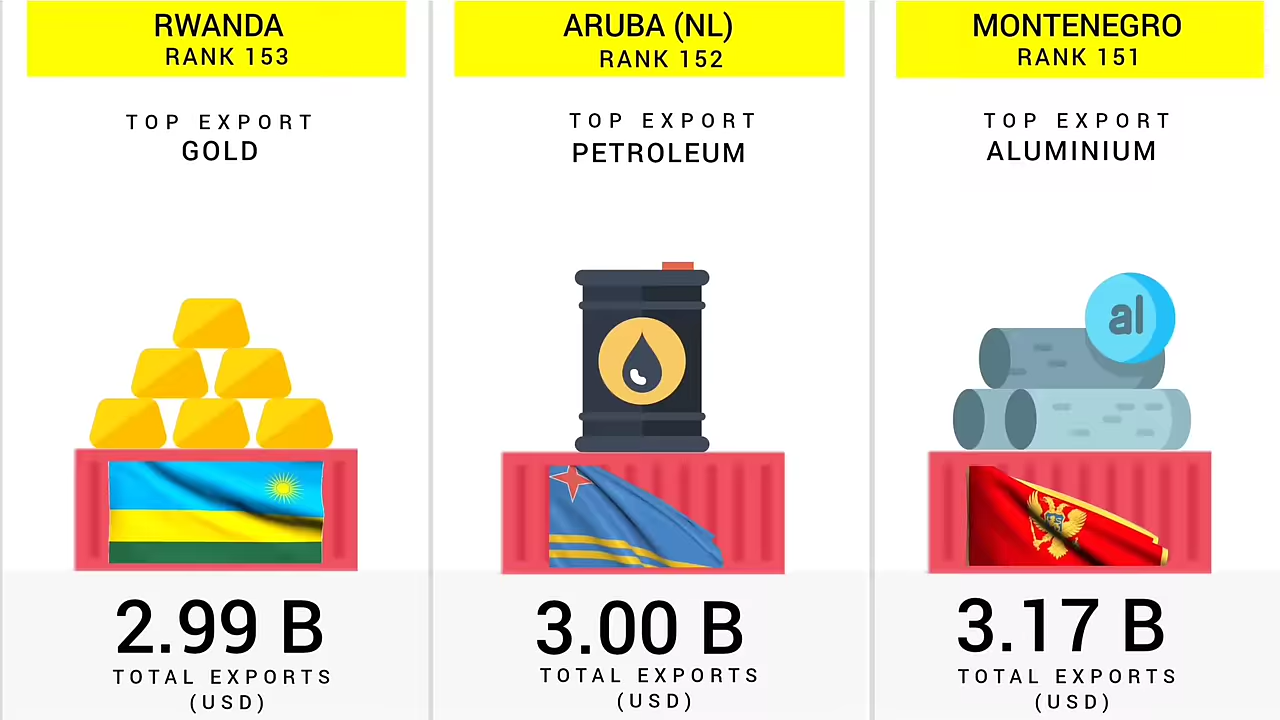 RWANDA
RANK 153
TOP EXPORT
GOLD
2.99 B
TOTAL EXPORTS
(USD)
ARUBA (NL)
RANK 152
TOP EXPORT
PETROLEUM
3.00 B
TOTAL EXPORTS
(USD)
MONTENEGRO
RANK 151
TOP EXPORT
ALUMINIUM
al
3.17 B
TOTAL EXPORTS
(USD)